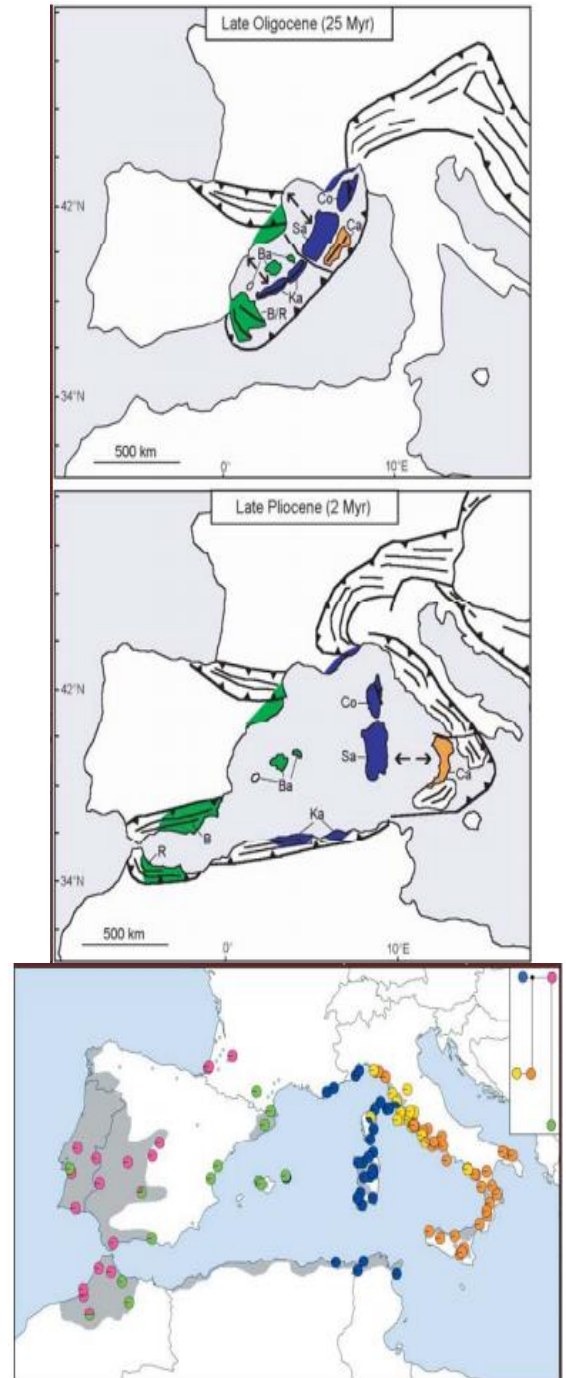 Late Oligocene (25 Myr)
42°N
Co
Sa
Ca
Ba
Ka
B/R
34°N
500 km
0°
10°E
Late Pliocene (2 Myr)
42°N
Co
Sa
Ca
Ba
Ka
B
R
34°N
500 km
0°
10°E